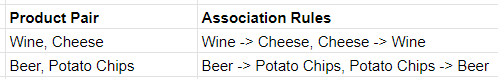 Product Pair Association Rules
Wine, Cheese Wine -> Cheese, Cheese -> Wine
Beer, Potato Chips Beer -> Potato Chips, Potato Chips -> Beer